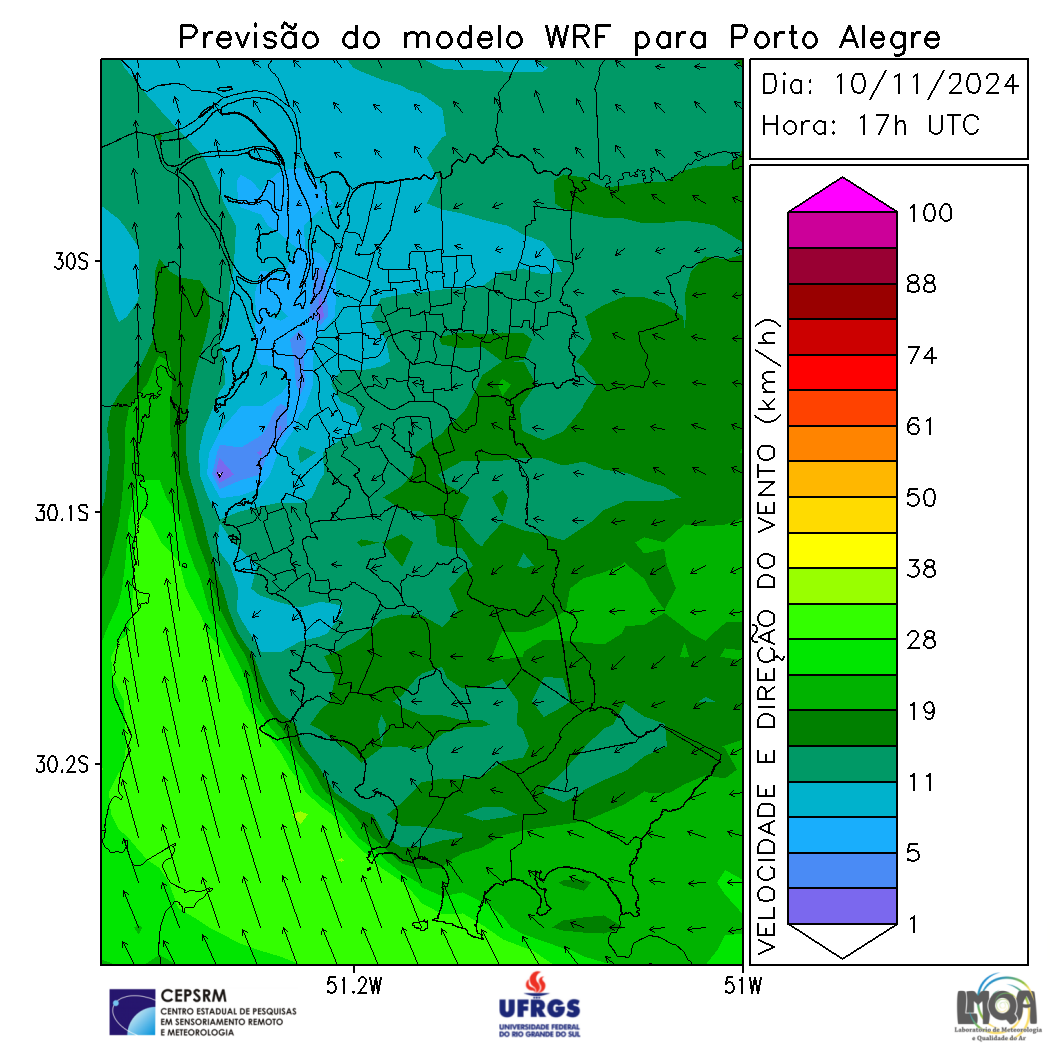 Previsão do modelo WRF para Porto Alegre
Dia: 10/11/2024
Hora: 17h UTC
30S
30.1S
30.2S
51.2W
51W
VELOCIDADE E DIREÇÃO DO VENTO (km/h)
100
88
74
61
50
38
28
19
11
5
1
CEPSRM
CENTRO ESTADUAL DE PESQUISAS
EM SENSORIAMENTO REMOTO
E METEOROLOGIA
UFRGS
UNIVERSIDADE FEDERAL
DO RIO GRANDE DO SUL
LMQA
Laboratório de Meteorologia
e Qualidade do Ar